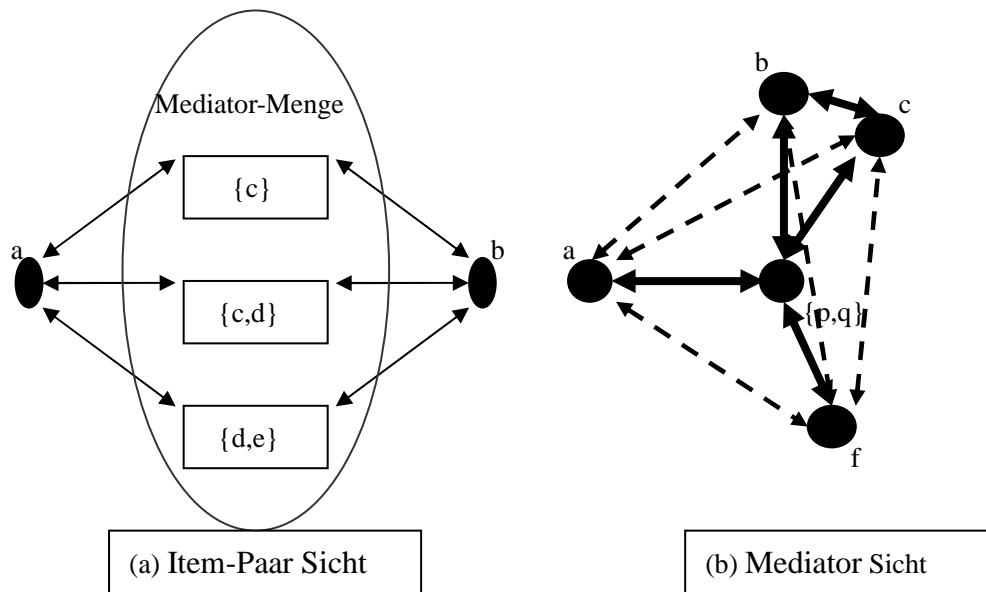 Mediator-Menge
{c}
a
b
{c,d}
{d,e}
(a) Item-Paar Sicht
b
c
a
{p,q}
f
(b) Mediator Sicht